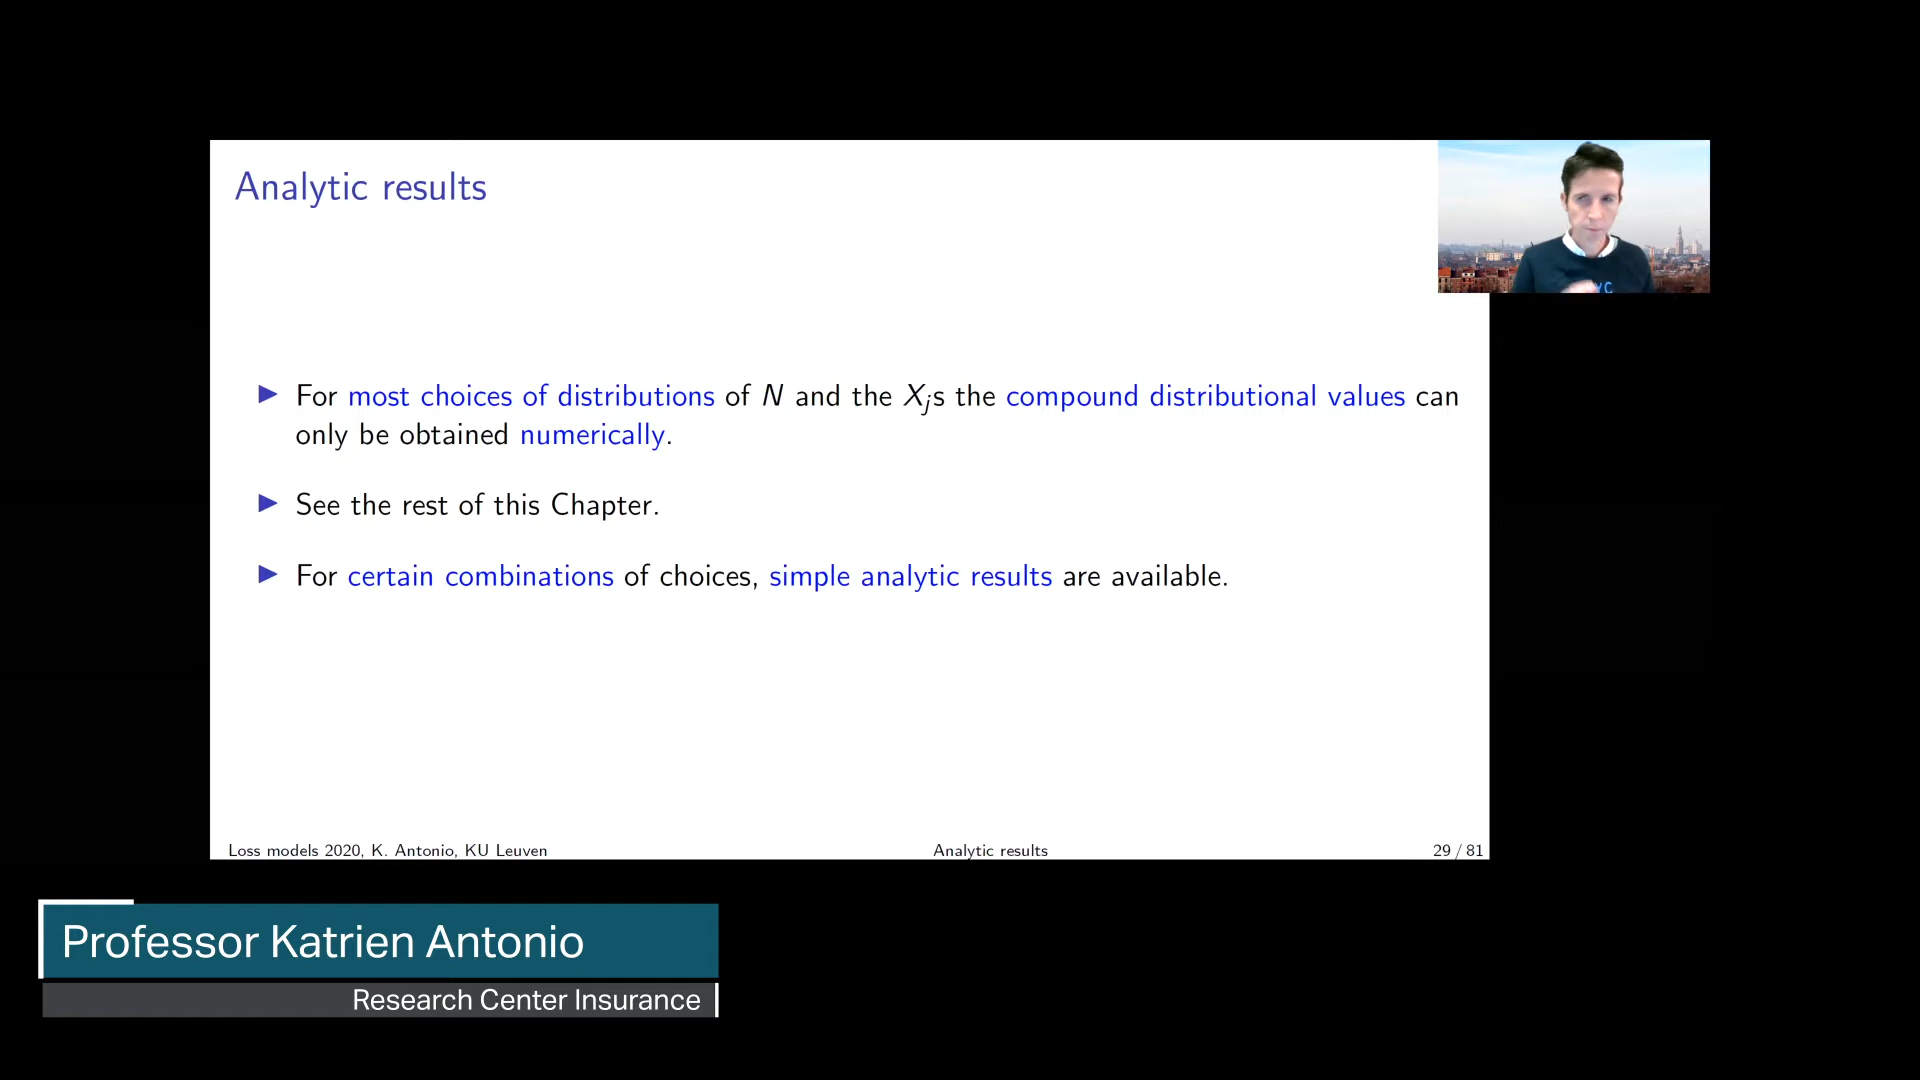 Analytic results
▶ For most choices of distributions of N and the Xjs the compound distributional values can
only be obtained numerically.
▶ See the rest of this Chapter.
▶ For certain combinations of choices, simple analytic results are available.
Loss models 2020, K. Antonio, KU Leuven Analytic results 29 / 81
Professor Katrien Antonio
Research Center Insurance